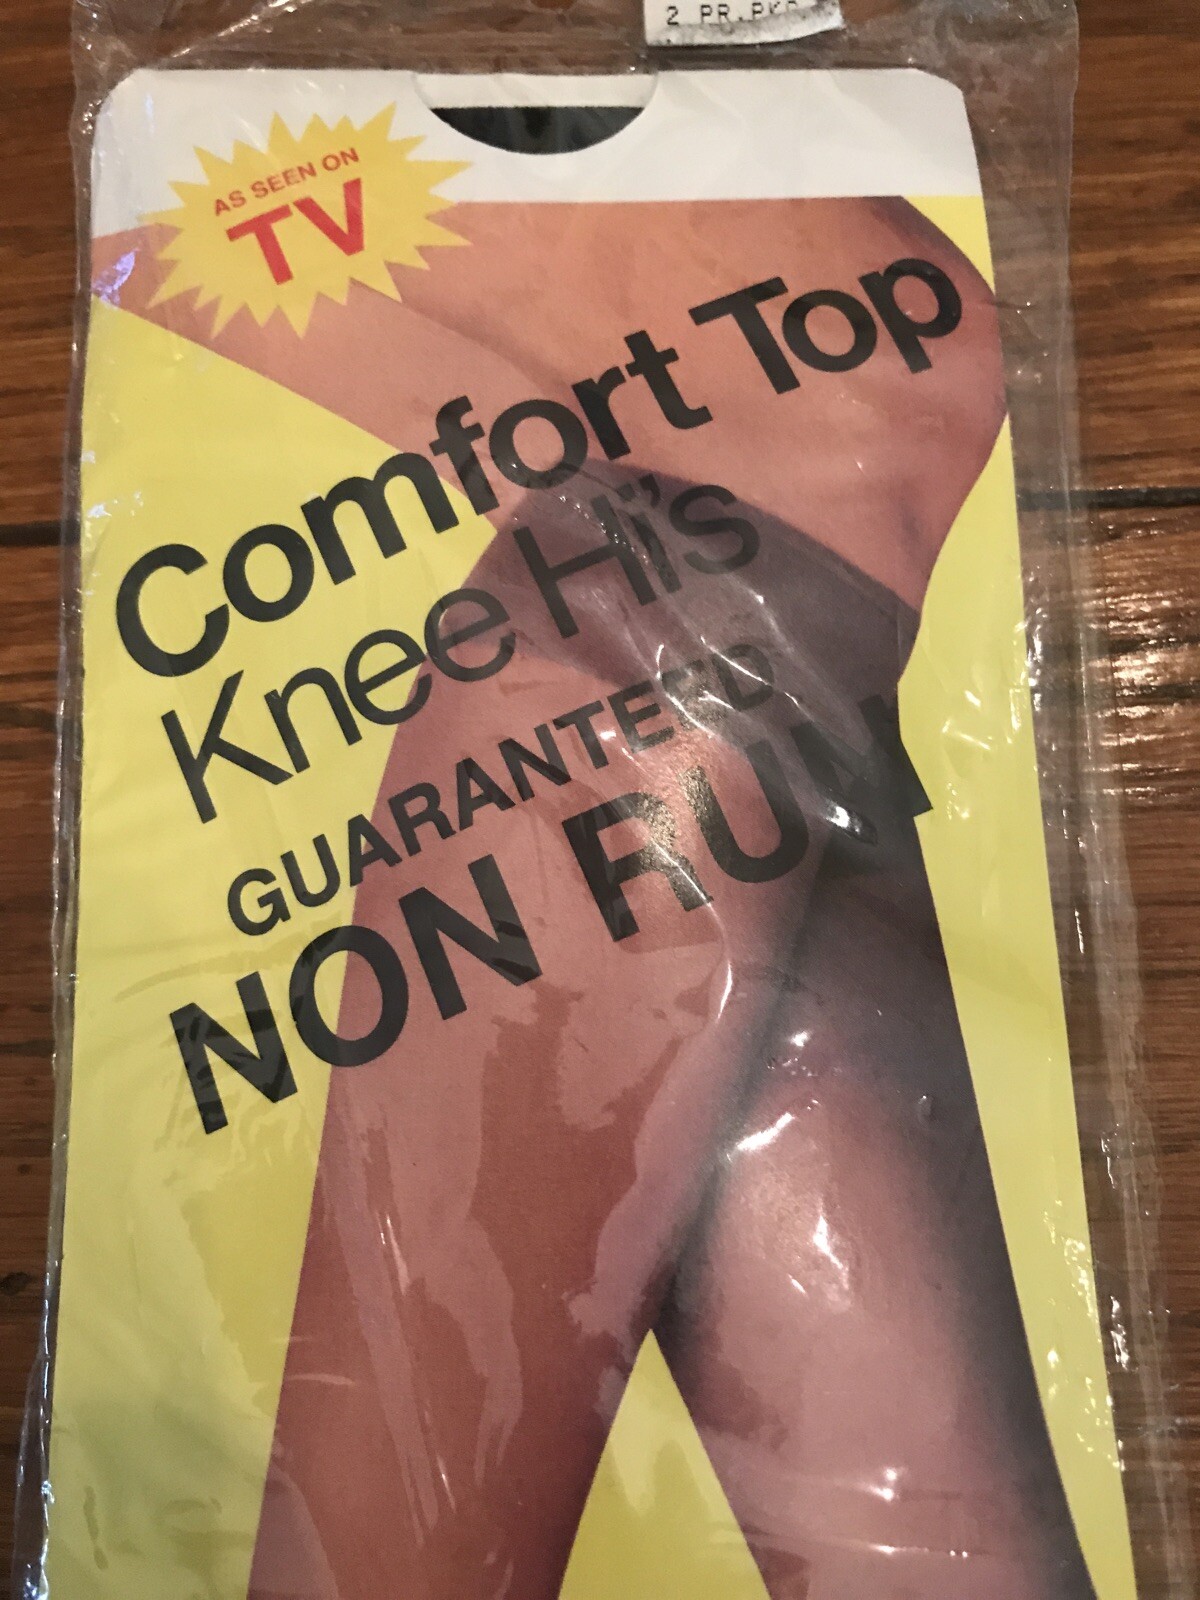 2 PR.PKG
AS SEEN ON
TV
Comfort Top
Knee Hi's
GUARANTEED
NON RUN